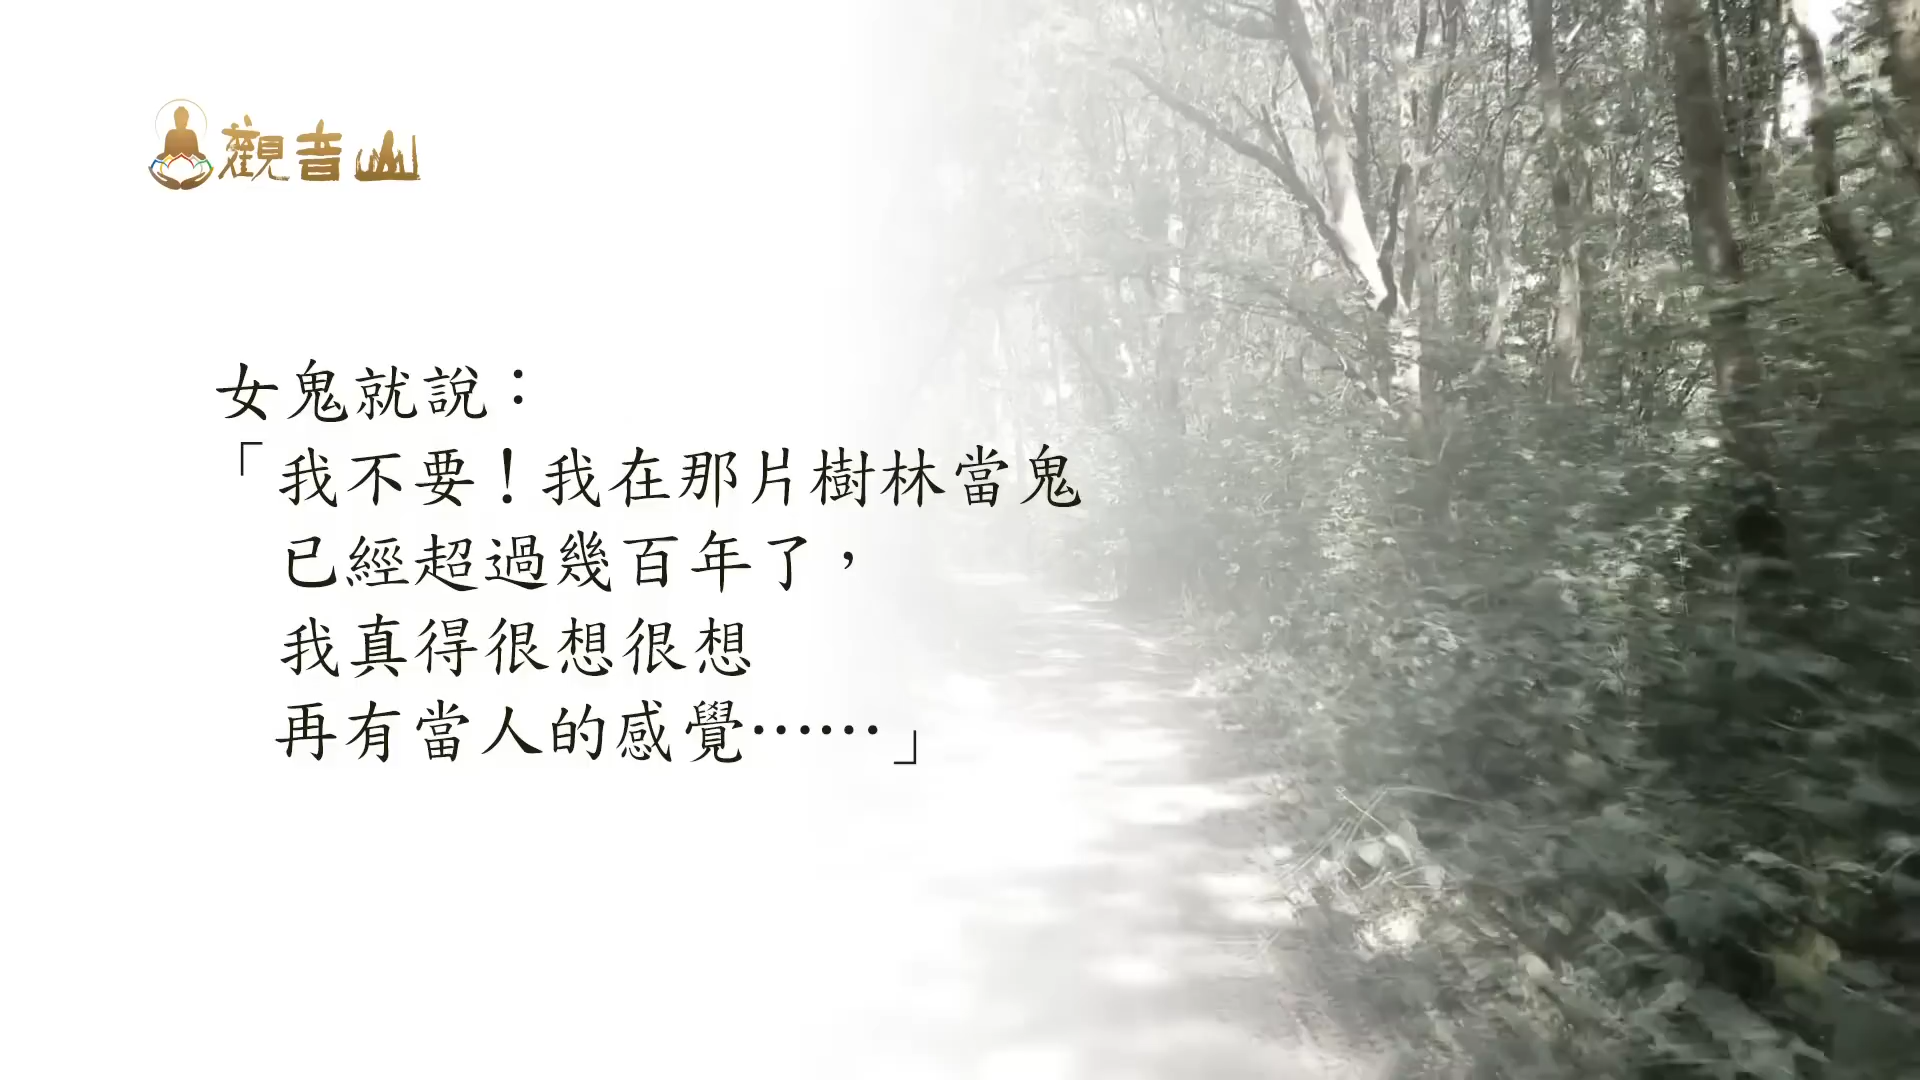 觀音山
女鬼就說：
「我不要！我在那片樹林當鬼
已經超過幾百年了，
我真得很想很想
再有當人的感覺……」